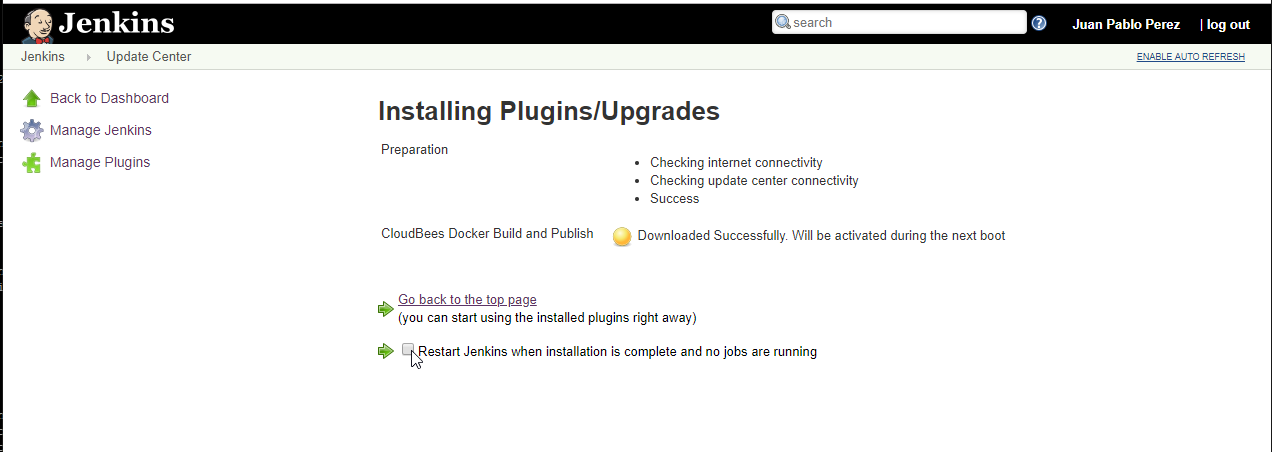 Jenkins
search
Juan Pablo Perez | log out
Jenkins Update Center
ENABLE AUTO REFRESH
Back to Dashboard
Manage Jenkins
Manage Plugins
Installing Plugins/Upgrades
Preparation
Checking internet connectivity
Checking update center connectivity
Success
CloudBees Docker Build and Publish Downloaded Successfully. Will be activated during the next boot
Go back to the top page
(you can start using the installed plugins right away)
Restart Jenkins when installation is complete and no jobs are running